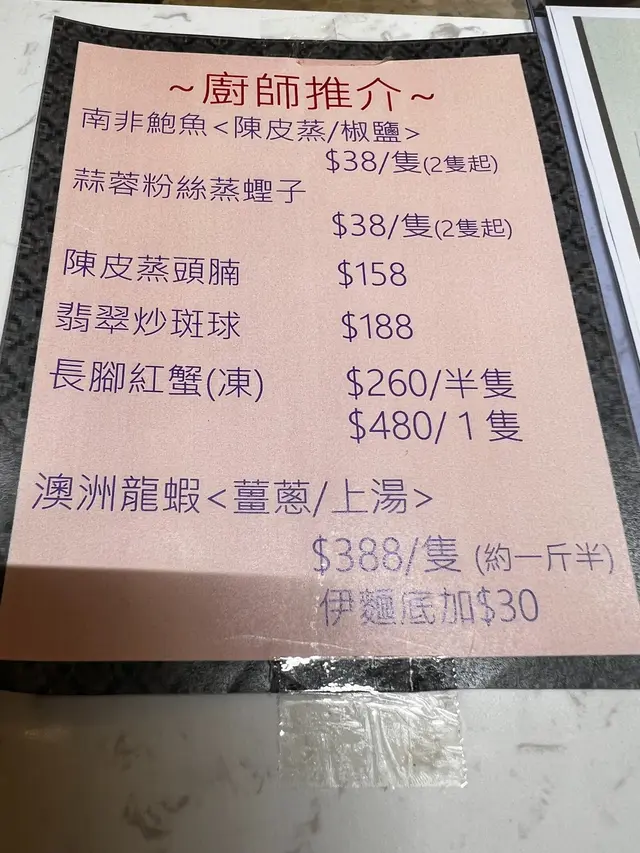 ~廚師推介~
南非鮑魚<陳皮蒸/椒鹽>
$38/隻(2隻起)
蒜蓉粉絲蒸蟶子
$38/隻(2隻起)
陳皮蒸頭腩 $158
翡翠炒斑球 $188
長腳紅蟹(凍) $260/半隻
$480/1隻
澳洲龍蝦<薑蔥/上湯>
$388/隻 (約一斤半)
伊麵底加$30